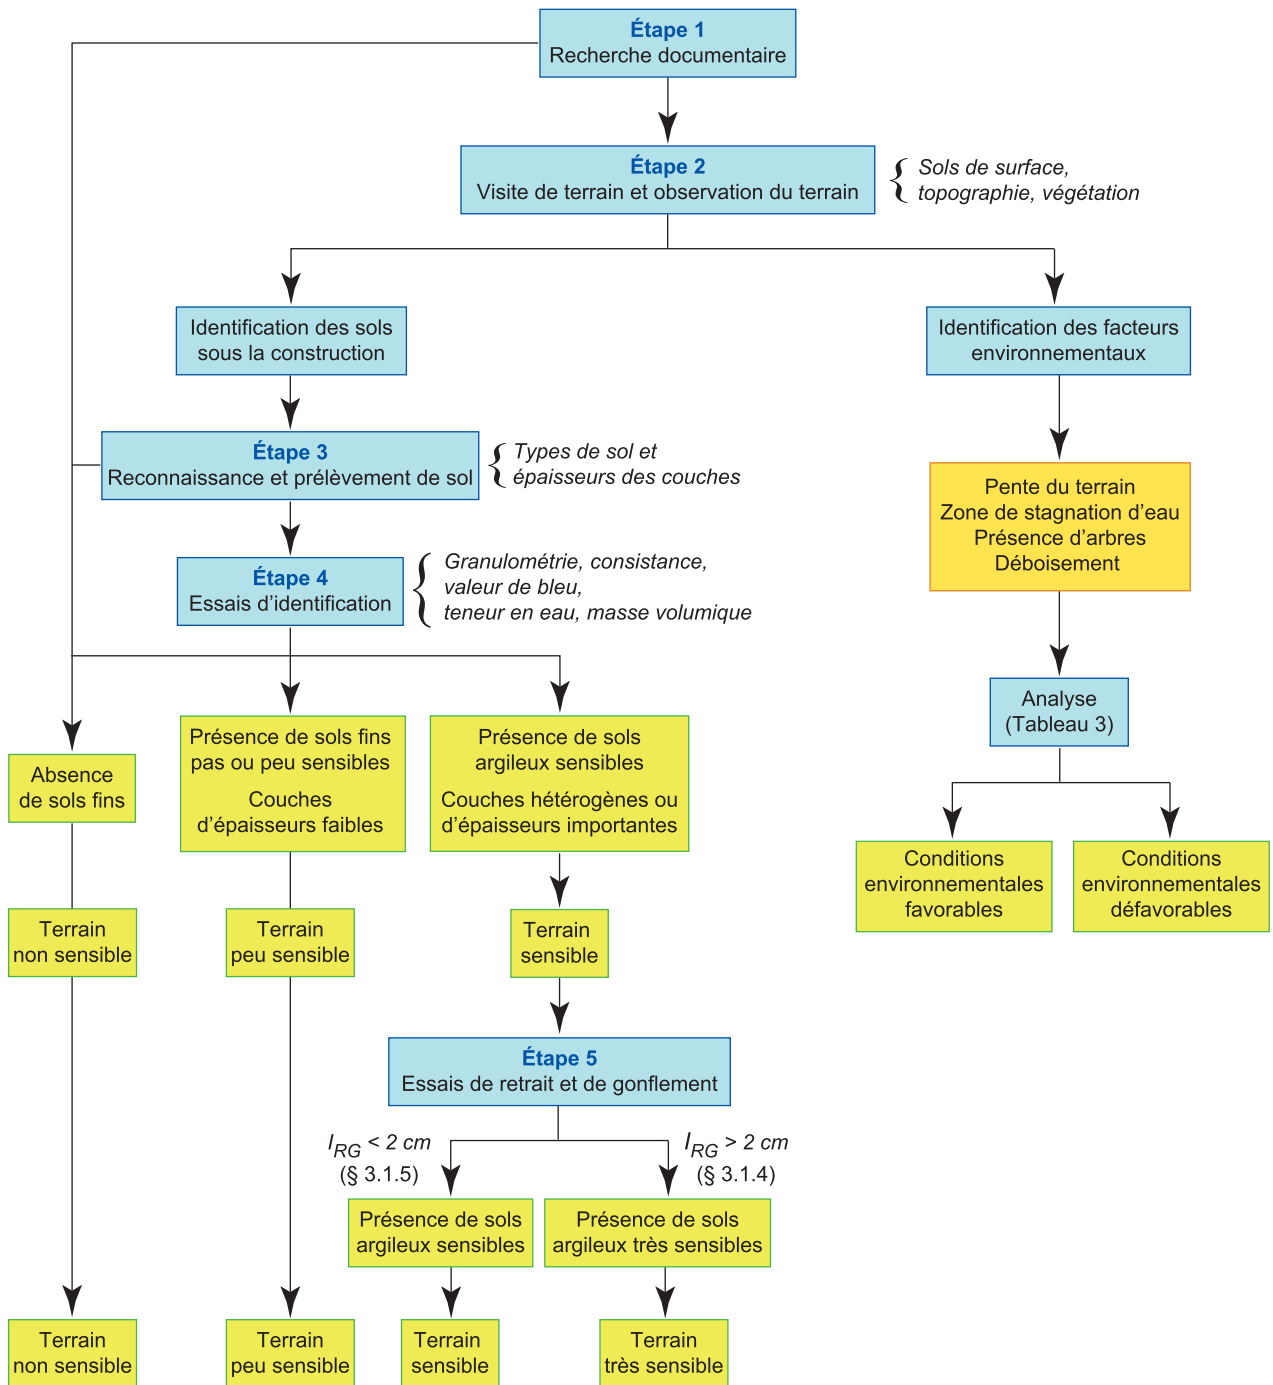 Étape 1
Recherche documentaire
Étape 2
Visite de terrain et observation du terrain
Sols de surface,
topographie, végétation
Identification des sols
sous la construction
Identification des facteurs
environnementaux
Étape 3
Reconnaissance et prélèvement de sol
Types de sol et
épaisseurs des couches
Pente du terrain
Zone de stagnation d'eau
Présence d'arbres
Déboisement
Étape 4
Essais d'identification
Granulométrie, consistance,
valeur de bleu,
teneur en eau, masse volumique
Analyse
(Tableau 3)
Absence
de sols fins
Présence de sols fins
pas ou peu sensibles
Couches
d'épaisseurs faibles
Présence de sols
argileux sensibles
Couches hétérogènes ou
d'épaisseurs importantes
Conditions
environnementales
favorables
Conditions
environnementales
défavorables
Terrain
non sensible
Terrain
peu sensible
Terrain
sensible
Étape 5
Essais de retrait et de gonflement
I_RG < 2 cm
(§ 3.1.5)
I_RG > 2 cm
(§ 3.1.4)
Présence de sols
argileux sensibles
Présence de sols
argileux très sensibles
Terrain
non sensible
Terrain
peu sensible
Terrain
sensible
Terrain
très sensible